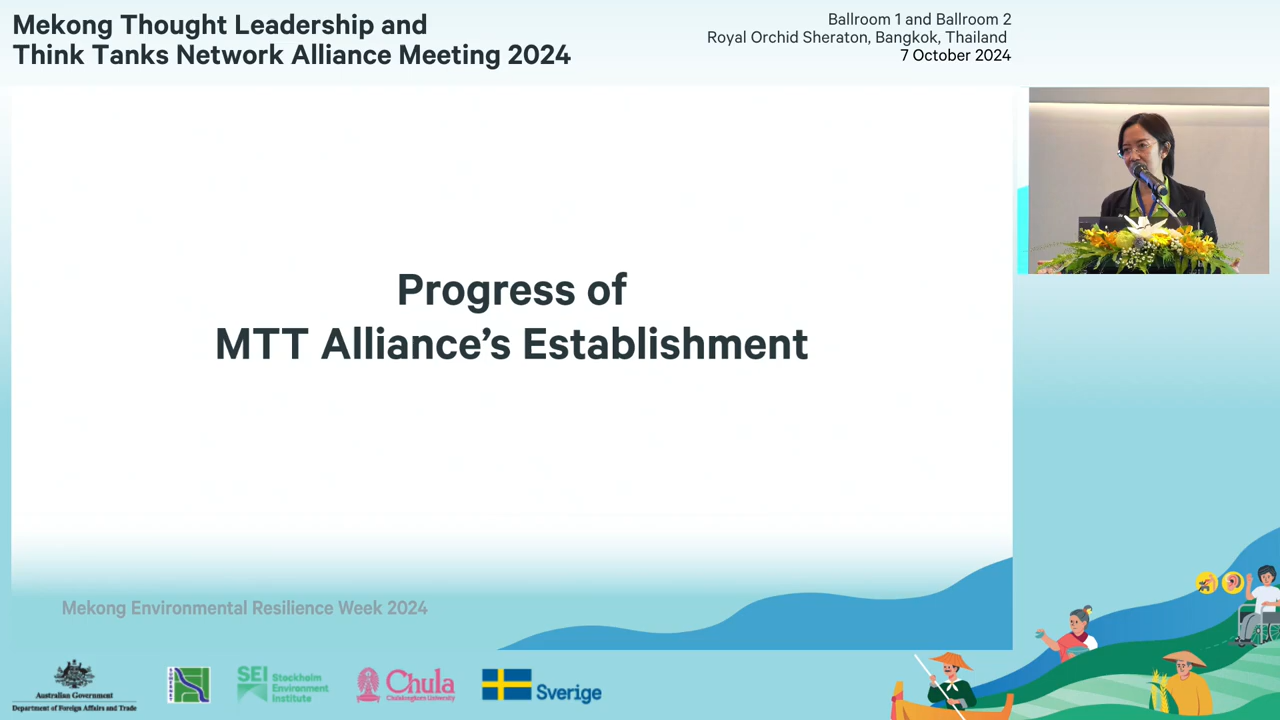 Mekong Thought Leadership and
Think Tanks Network Alliance Meeting 2024
Ballroom 1 and Ballroom 2
Royal Orchid Sheraton, Bangkok, Thailand
7 October 2024
Progress of
MTT Alliance’s Establishment
Mekong Environmental Resilience Week 2024
Australian Government
Department of Foreign Affairs and Trade
SEI Stockholm
Environment
Institute
Chula
Chulalongkorn University
Sverige